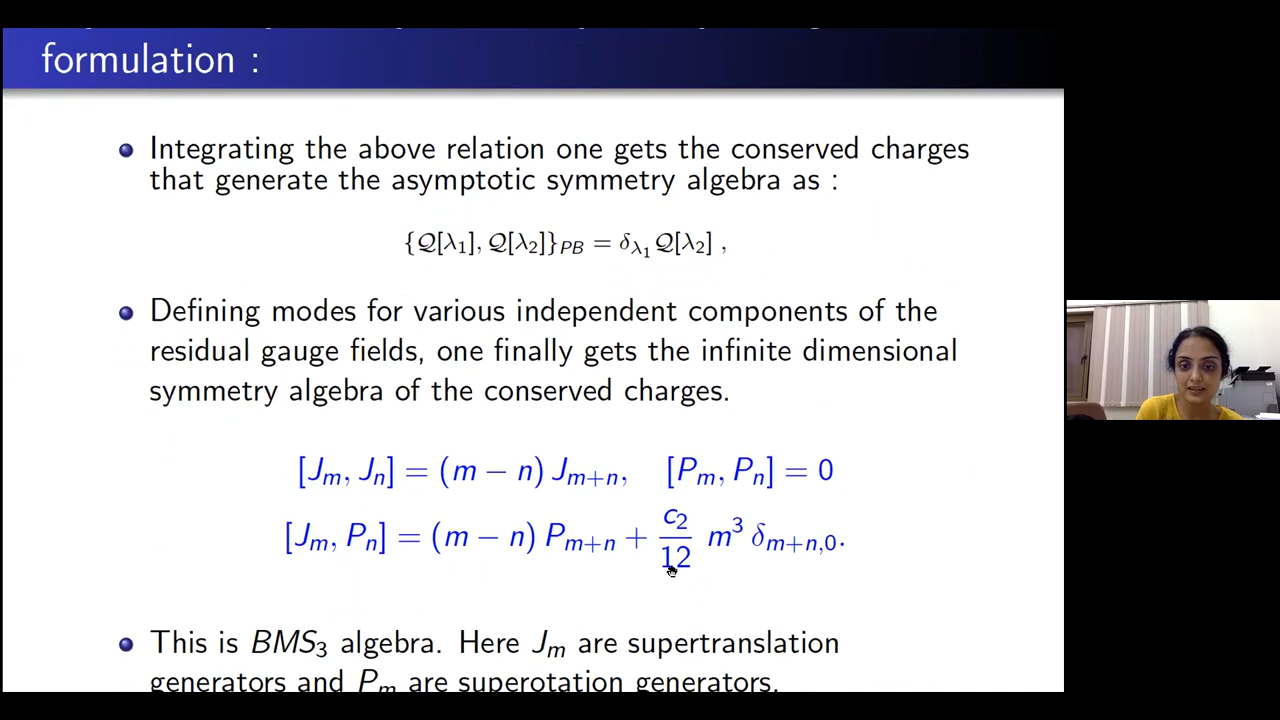 formulation :
Integrating the above relation one gets the conserved charges
that generate the asymptotic symmetry algebra as :
{Q[λ₁], Q[λ₂]}_PB = δ_λ₁ Q[λ₂] ,
Defining modes for various independent components of the
residual gauge fields, one finally gets the infinite dimensional
symmetry algebra of the conserved charges.
[J_m, J_n] = (m − n) J_{m+n},   [P_m, P_n] = 0
[J_m, P_n] = (m − n) P_{m+n} + c₂/12 m³ δ_{m+n,0}.
This is BMS₃ algebra. Here J_m are supertranslation
generators and P_m are superotation generators.